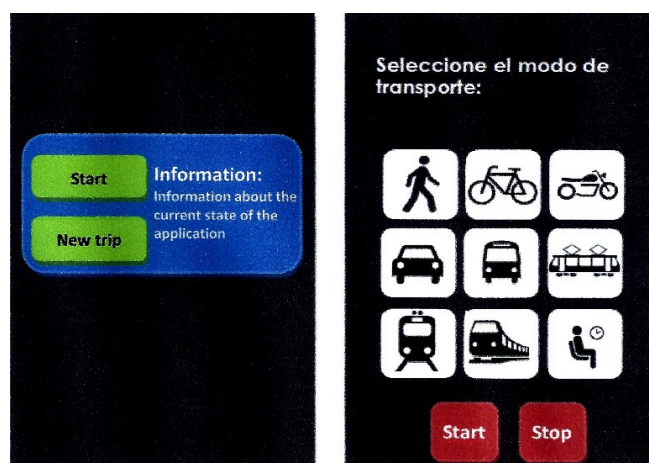 Start
New trip
Information:
Information about the
current state of the
application
Seleccione el modo de
transporte:
Start
Stop